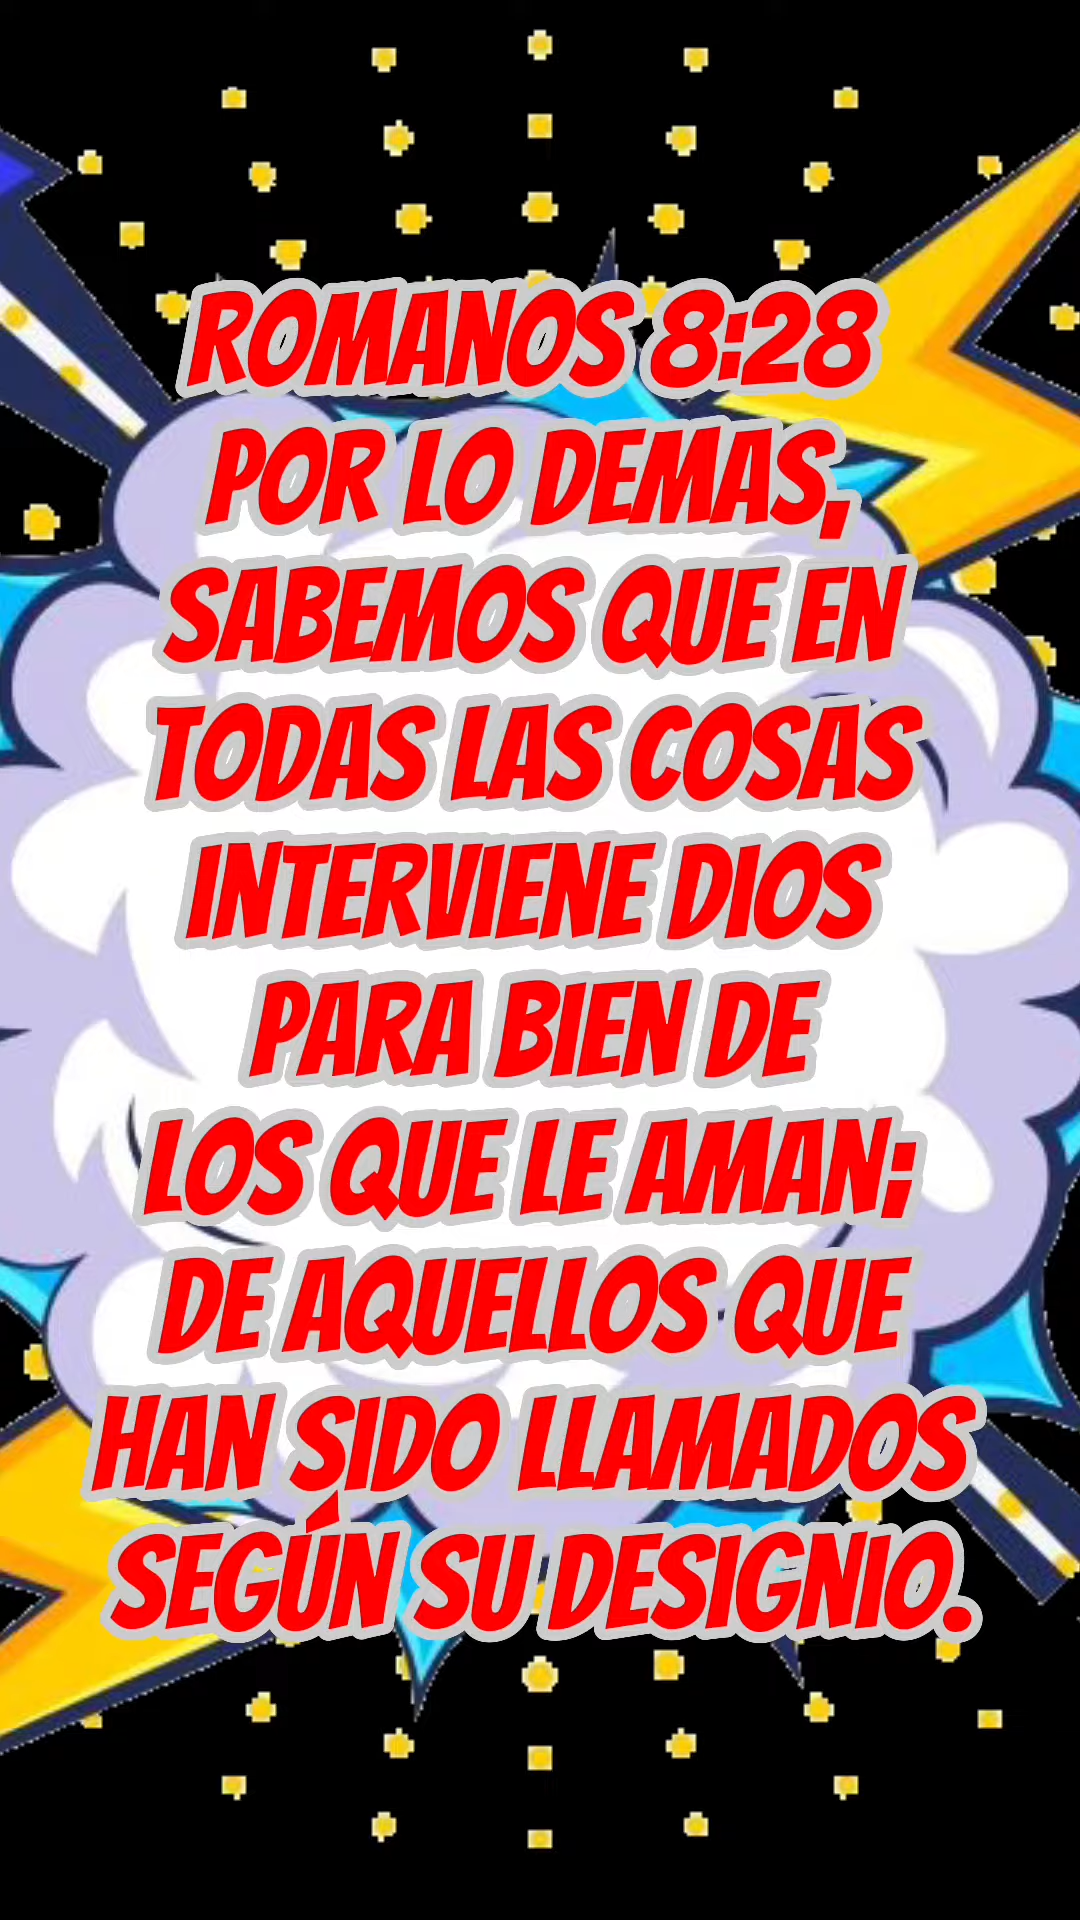 ROMANOS 8:28
POR LO DEMAS,
SABEMOS QUE EN
TODAS LAS COSAS
INTERVIENE DIOS
PARA BIEN DE
LOS QUE LE AMAN;
DE AQUELLOS QUE
HAN SIDO LLAMADOS
SEGÚN SU DESIGNIO.